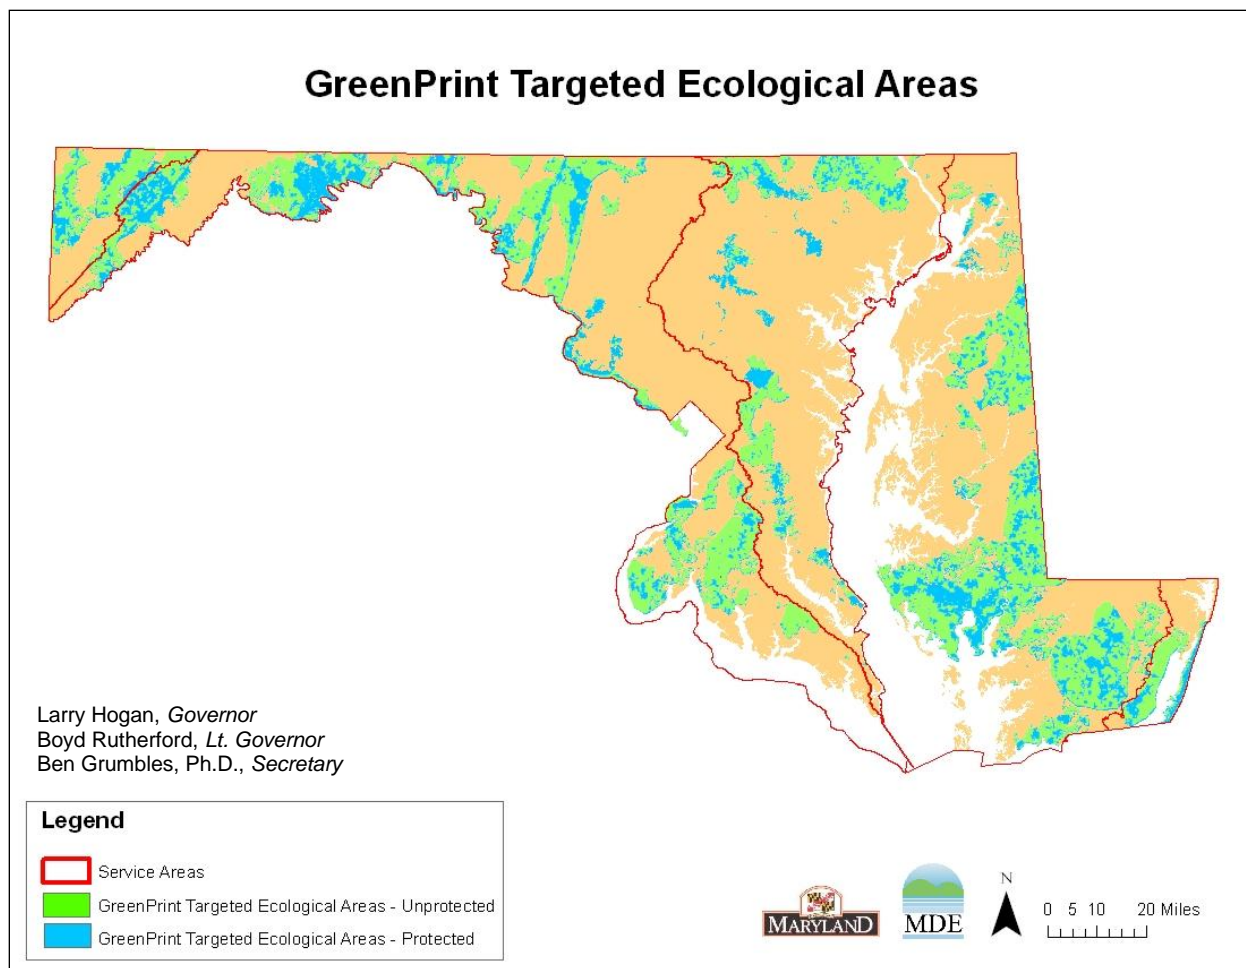 GreenPrint Targeted Ecological Areas
Larry Hogan, Governor
Boyd Rutherford, Lt. Governor
Ben Grumbles, Ph.D., Secretary
Legend
Service Areas
GreenPrint Targeted Ecological Areas - Unprotected
GreenPrint Targeted Ecological Areas - Protected
MARYLAND
MDE
N
0 5 10 20 Miles